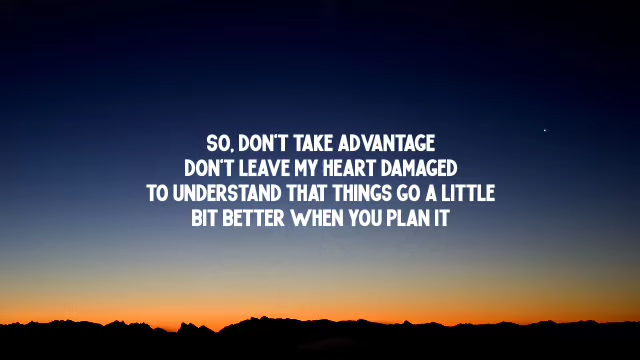 SO, DON'T TAKE ADVANTAGE
DON'T LEAVE MY HEART DAMAGED
TO UNDERSTAND THAT THINGS GO A LITTLE
BIT BETTER WHEN YOU PLAN IT